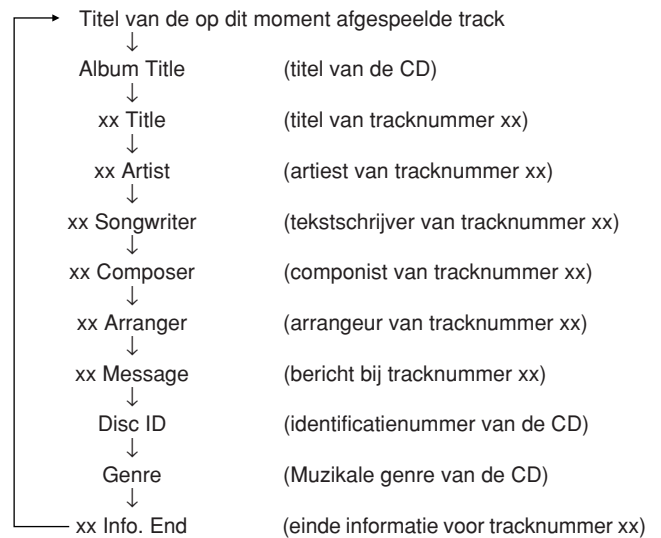 Titel van de op dit moment afgespeelde track
↓
Album Title (titel van de CD)
↓
xx Title (titel van tracknummer xx)
↓
xx Artist (artiest van tracknummer xx)
↓
xx Songwriter (tekstschrijver van tracknummer xx)
↓
xx Composer (componist van tracknummer xx)
↓
xx Arranger (arrangeur van tracknummer xx)
↓
xx Message (bericht bij tracknummer xx)
↓
Disc ID (identificatienummer van de CD)
↓
Genre (Muzikale genre van de CD)
↓
xx Info. End (einde informatie voor tracknummer xx)